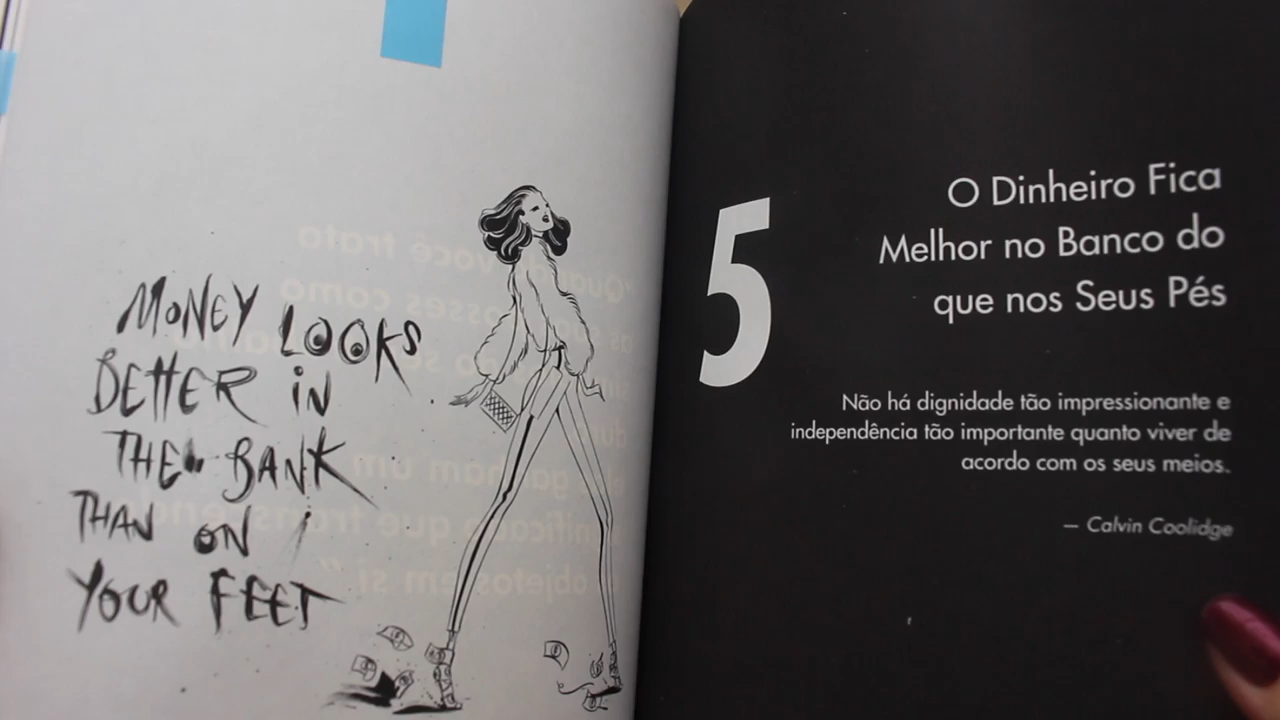 MONEY LOOKS
BETTER IN
THE BANK
THAN ON
YOUR FEET
5
O Dinheiro Fica
Melhor no Banco do
que nos Seus Pés
Não há dignidade tão impressionante e
independência tão importante quanto viver de
acordo com os seus meios.
— Calvin Coolidge